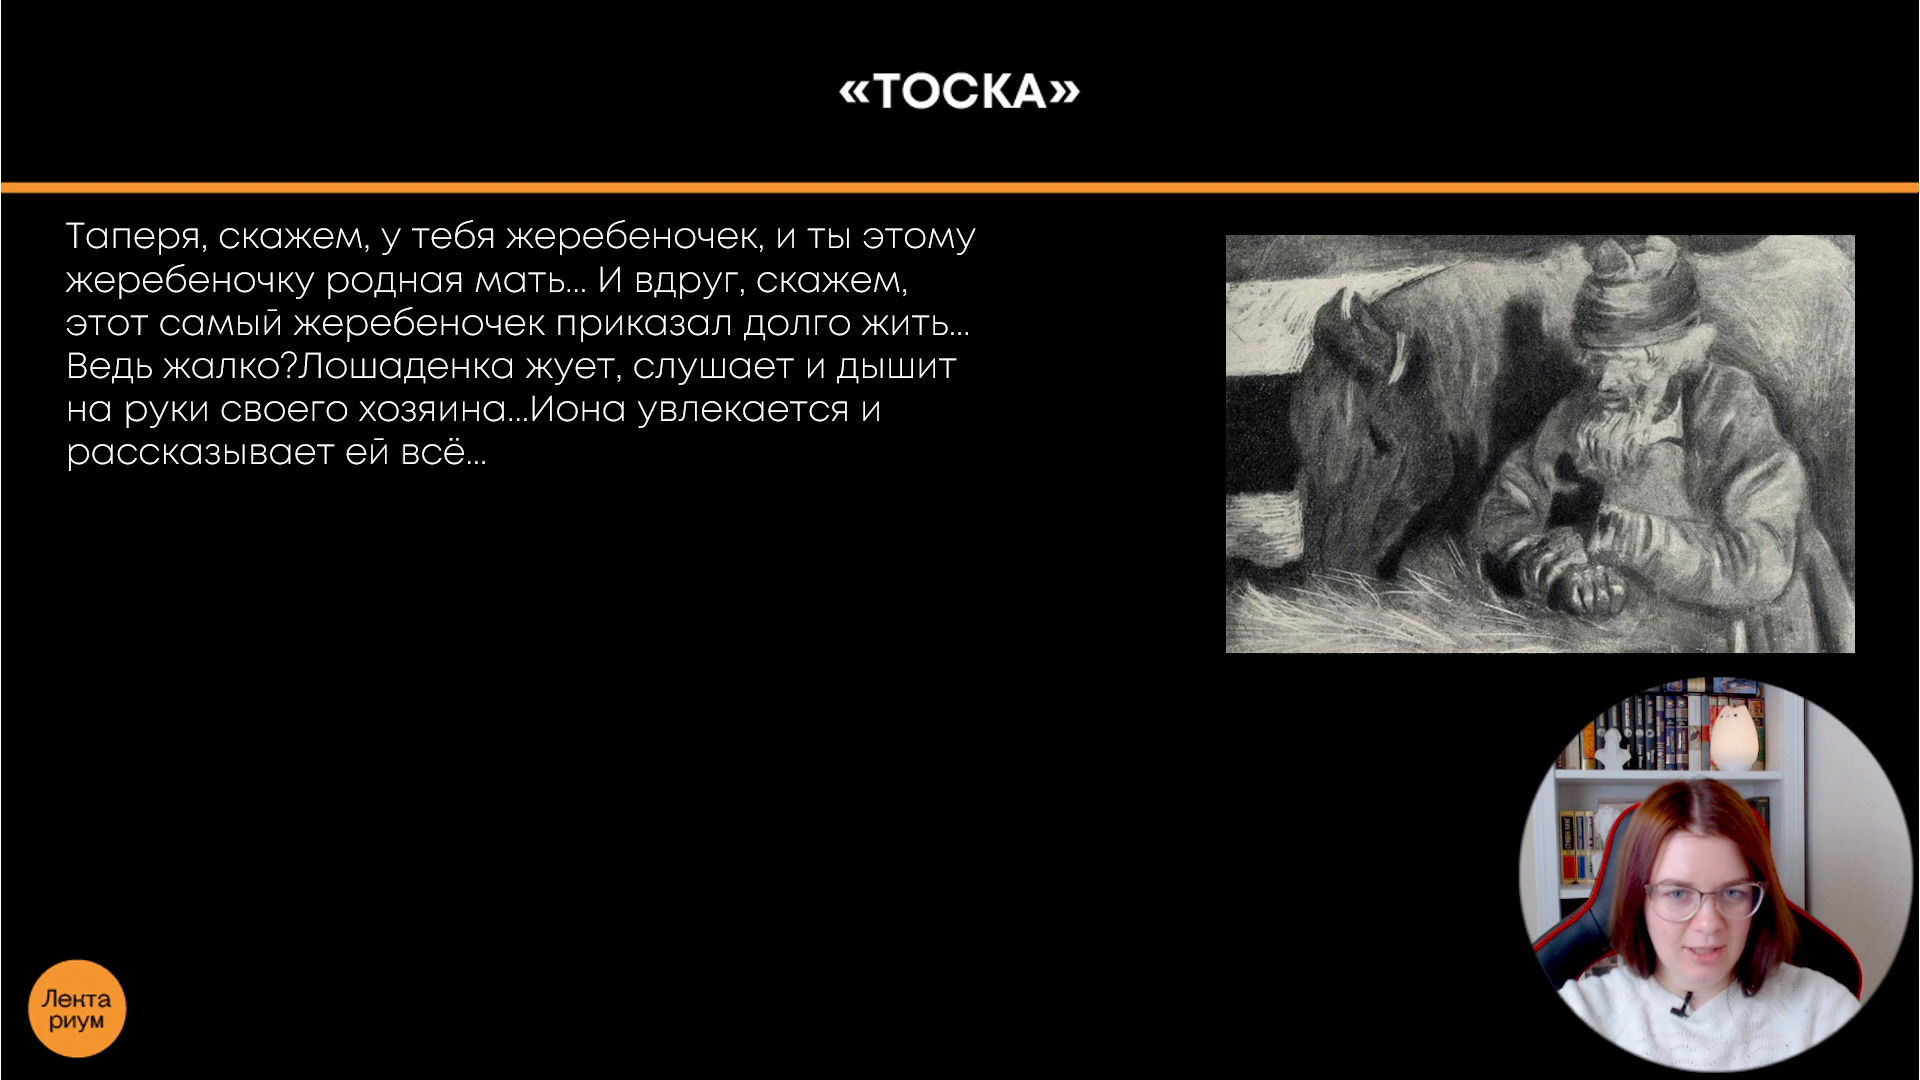 «ТОСКА»
Таперя, скажем, у тебя жеребеночек, и ты этому
жеребеночку родная мать... И вдруг, скажем,
этот самый жеребеночек приказал долго жить...
Ведь жалко?Лошаденка жует, слушает и дышит
на руки своего хозяина...Иона увлекается и
рассказывает ей всё...
Лента
риум